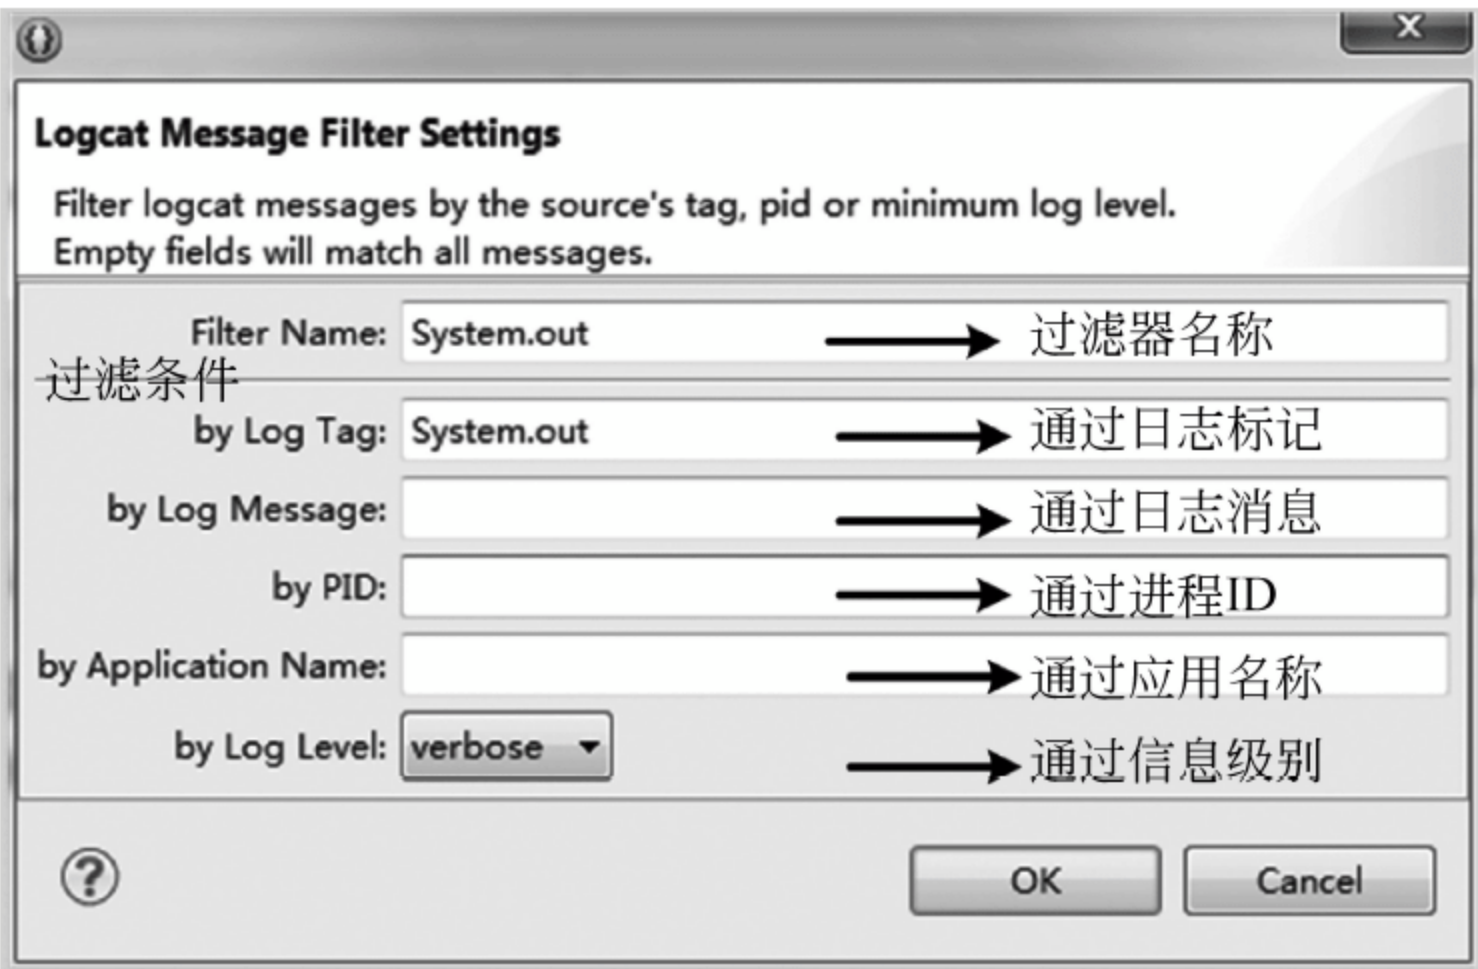 Logcat Message Filter Settings
Filter logcat messages by the source's tag, pid or minimum log level.
Empty fields will match all messages.
Filter Name: System.out 过滤器名称
过滤条件
by Log Tag: System.out 通过日志标记
by Log Message: 通过日志消息
by PID: 通过进程ID
by Application Name: 通过应用名称
by Log Level: verbose 通过信息级别
?
OK Cancel